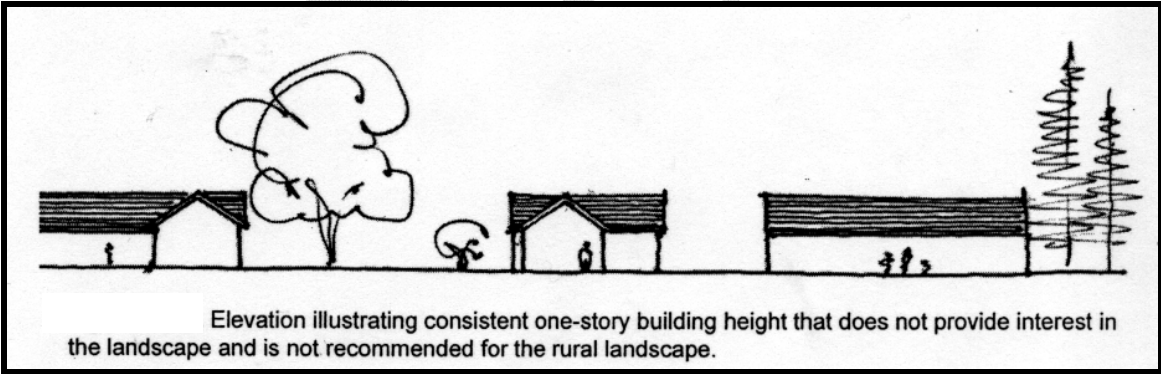 Elevation illustrating consistent one-story building height that does not provide interest in
the landscape and is not recommended for the rural landscape.